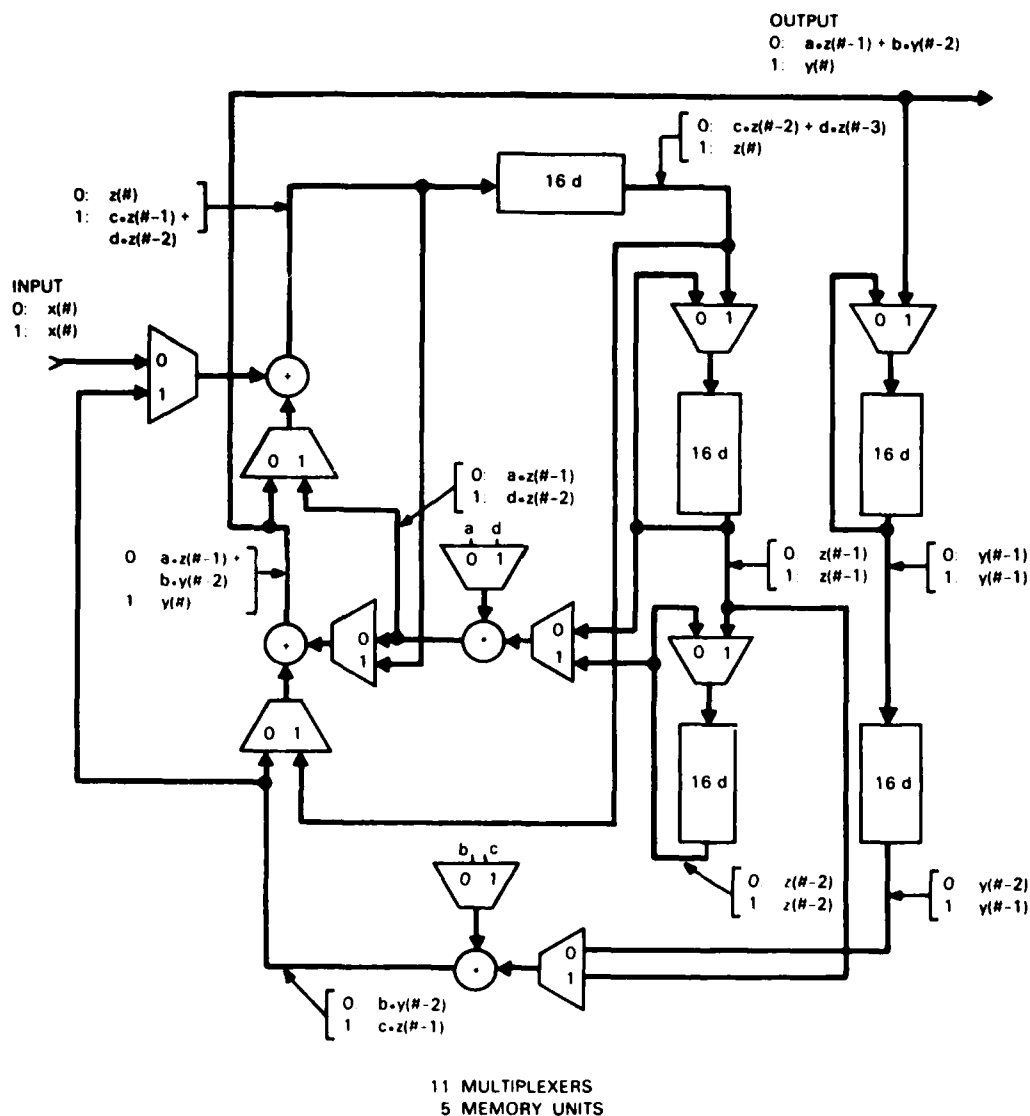 OUTPUT
0: a•z(#-1) + b•y(#-2)
1: y(#)
0: c•z(#-2) + d•z(#-3)
1: z(#)
16 d
0: z(#)
1: c•z(#-1) +
d•z(#-2)
INPUT
0: x(#)
1: x(#)
0
1
+
0 1
0 1
0 1
16 d
16 d
0: a•z(#-1)
1: d•z(#-2)
a d
0 1
0 a•z(#-1) +
b•y(#-2)
1 y(#)
0: z(#-1)
1: z(#-1)
0: y(#-1)
1: y(#-1)
+
0
1
•
0
1
0 1
0 1
16 d
16 d
b c
0 1
0: z(#-2)
1 z(#-2)
0 y(#-2)
1 y(#-1)
•
0
1
0: b•y(#-2)
1 c•z(#-1)
11 MULTIPLEXERS
5 MEMORY UNITS